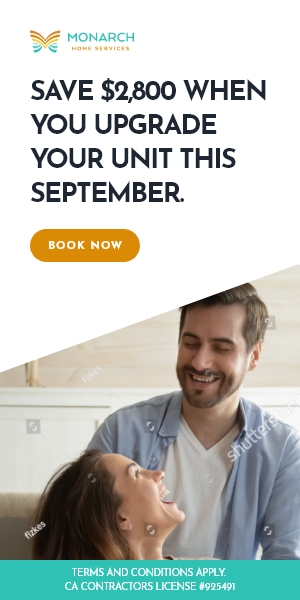 MONARCH
HOME SERVICES
SAVE $2,800 WHEN
YOU UPGRADE
YOUR UNIT THIS
SEPTEMBER.
BOOK NOW
fizkes
shutterst
fizkes
TERMS AND CONDITIONS APPLY.
CA CONTRACTORS LICENSE #925491